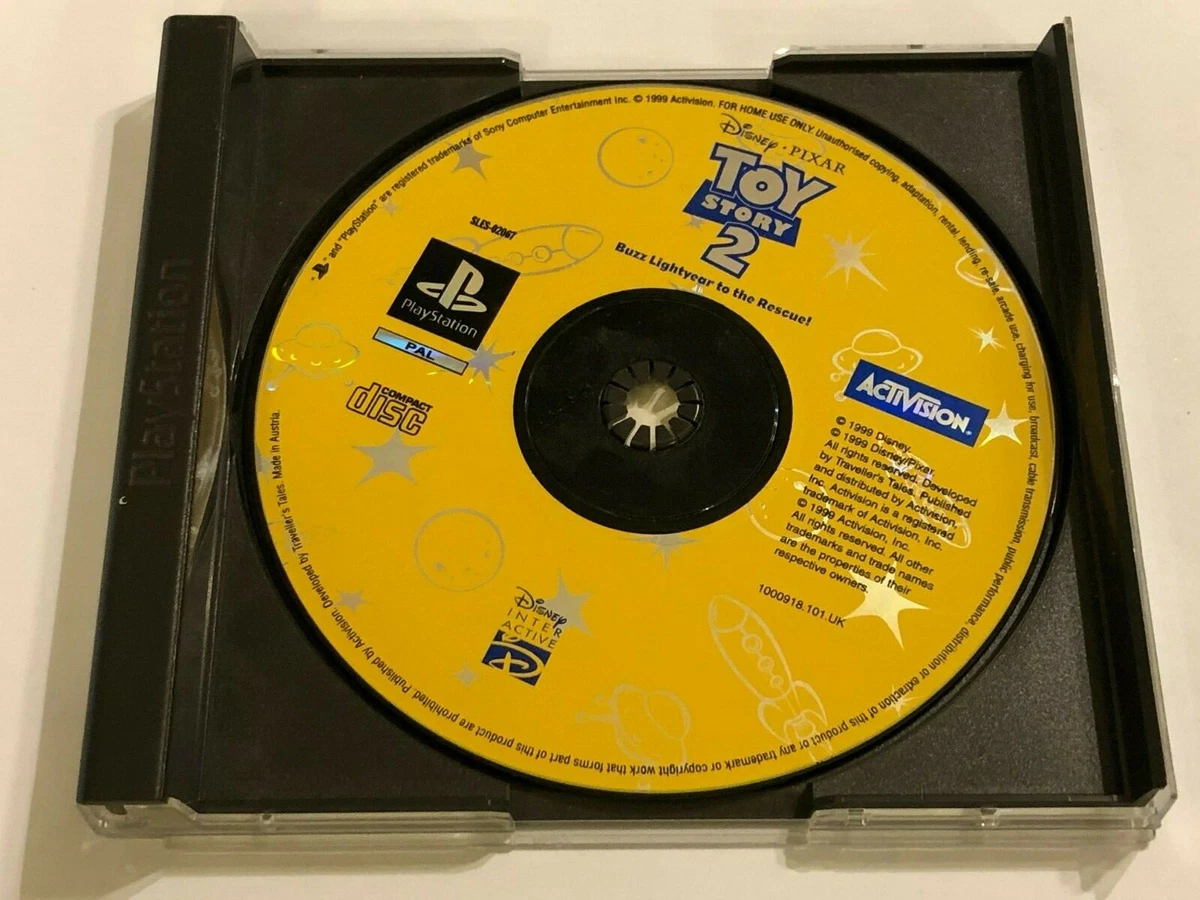 PlayStation
" and "PlayStation" are registered trademarks of Sony Computer Entertainment Inc. © 1999 Activision. FOR HOME USE ONLY. Unauthorised copying, adaptation, rental, lending, re-sale, arcade use, charging for use, broadcast, cable transmission, public performance, distribution or extraction of this product or any trademark or copyright work that forms part of this product are prohibited. Published by Activision. Developed by Traveller's Tales. Made in Austria.
DISNEY · PIXAR
TOY
STORY
2
Buzz Lightyear to the Rescue!
SLES-02867
PlayStation
PAL
COMPACT
disc
ACTIVISION.
© 1999 Disney.
© 1999 Disney/Pixar.
All rights reserved. Developed
by Traveller's Tales. Published
and distributed by Activision,
Inc. Activision is a registered
trademark of Activision, Inc.
© 1999 Activision, Inc.
All rights reserved. All other
trademarks and trade names
are the properties of their
respective owners.
1000918.101.UK
DISNEY
INTER
ACTIVE
D